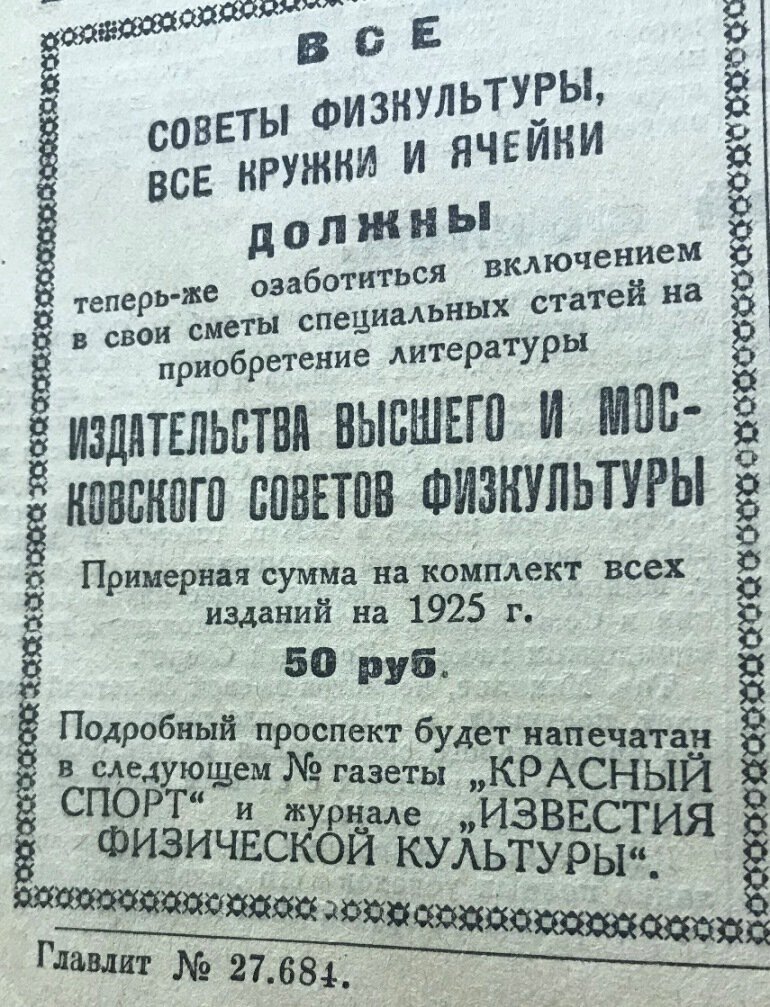 ВСЕ
СОВЕТЫ ФИЗКУЛЬТУРЫ,
ВСЕ КРУЖКИ И ЯЧЕЙКИ
ДОЛЖНЫ
теперь-же озаботиться включением
в свои сметы специальных статей на
приобретение литературы
ИЗДАТЕЛЬСТВА ВЫСШЕГО И МОС-
КОВСКОГО СОВЕТОВ ФИЗКУЛЬТУРЫ
Примерная сумма на комплект всех
изданий на 1925 г.
50 руб.
Подробный проспект будет напечатан
в следующем № газеты „КРАСНЫЙ
СПОРТ“ и журнале „ИЗВЕСТИЯ
ФИЗИЧЕСКОЙ КУЛЬТУРЫ“.
Главлит № 27.684.